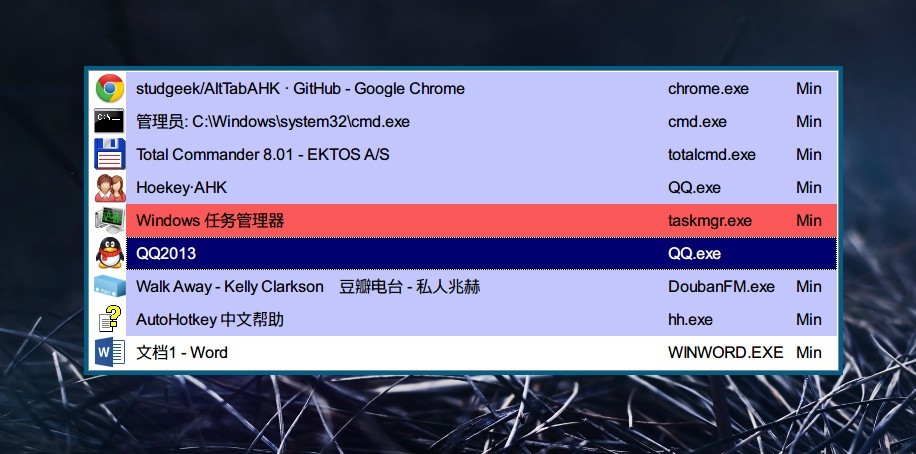 studgeek/AltTabAHK · GitHub - Google Chrome chrome.exe Min
管理员: C:\Windows\system32\cmd.exe cmd.exe Min
Total Commander 8.01 - EKTOS A/S totalcmd.exe Min
Hoekey·AHK QQ.exe Min
Windows 任务管理器 taskmgr.exe Min
QQ2013 QQ.exe
Walk Away - Kelly Clarkson　豆瓣电台 - 私人兆赫 DoubanFM.exe Min
AutoHotkey 中文帮助 hh.exe Min
文档1 - Word WINWORD.EXE Min